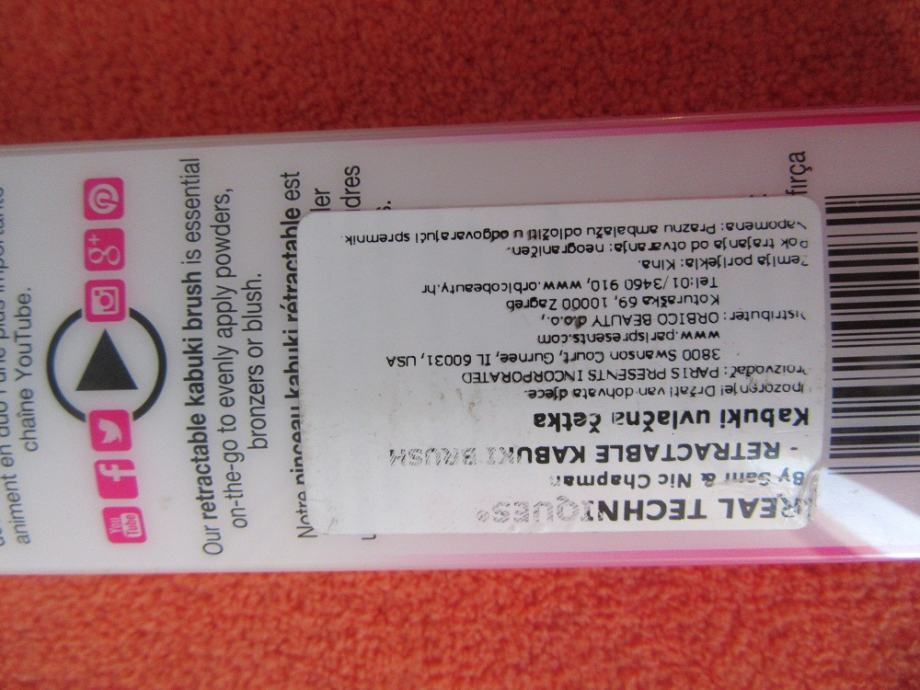 animent en duo l'une plus importante
chaîne YouTube.
You
Tube
g+
Our retractable kabuki brush is essential
on-the-go to evenly apply powders,
bronzers or blush.
Notre pinceau kabuki rétractable est
fırça
REAL TECHNIQUES®
By Sam & Nic Chapman
- RETRACTABLE KABUKI BRUSH
Kabuki uvlačna četka
Upozorenje! Držati van dohvata djece.
Proizvođač: PARIS PRESENTS INCORPORATED
3800 Swanson Court, Gurnee, IL 60031, USA
www.parispresents.com
Distributer: ORBICO BEAUTY d.o.o.,
Koturaška 69, 10000 Zagreb
Tel:01/3460 910, www.orbicobeauty.hr
Zemlja porijekla: Kina.
Rok trajanja od otvaranja: neograničen.
Napomena: Praznu ambalažu odložiti u odgovarajući spremnik.